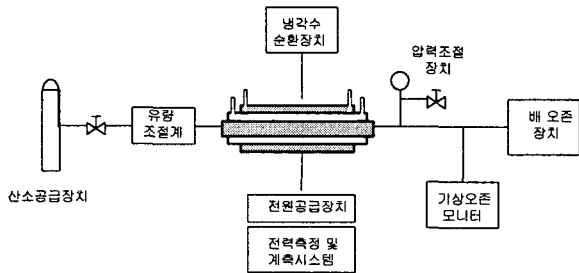 냉각수
순환장치
압력조절
장치
유량
조절계
배 오존
장치
산소공급장치
전원공급장치
기상오존
모니터
전력측정 및
계측시스템